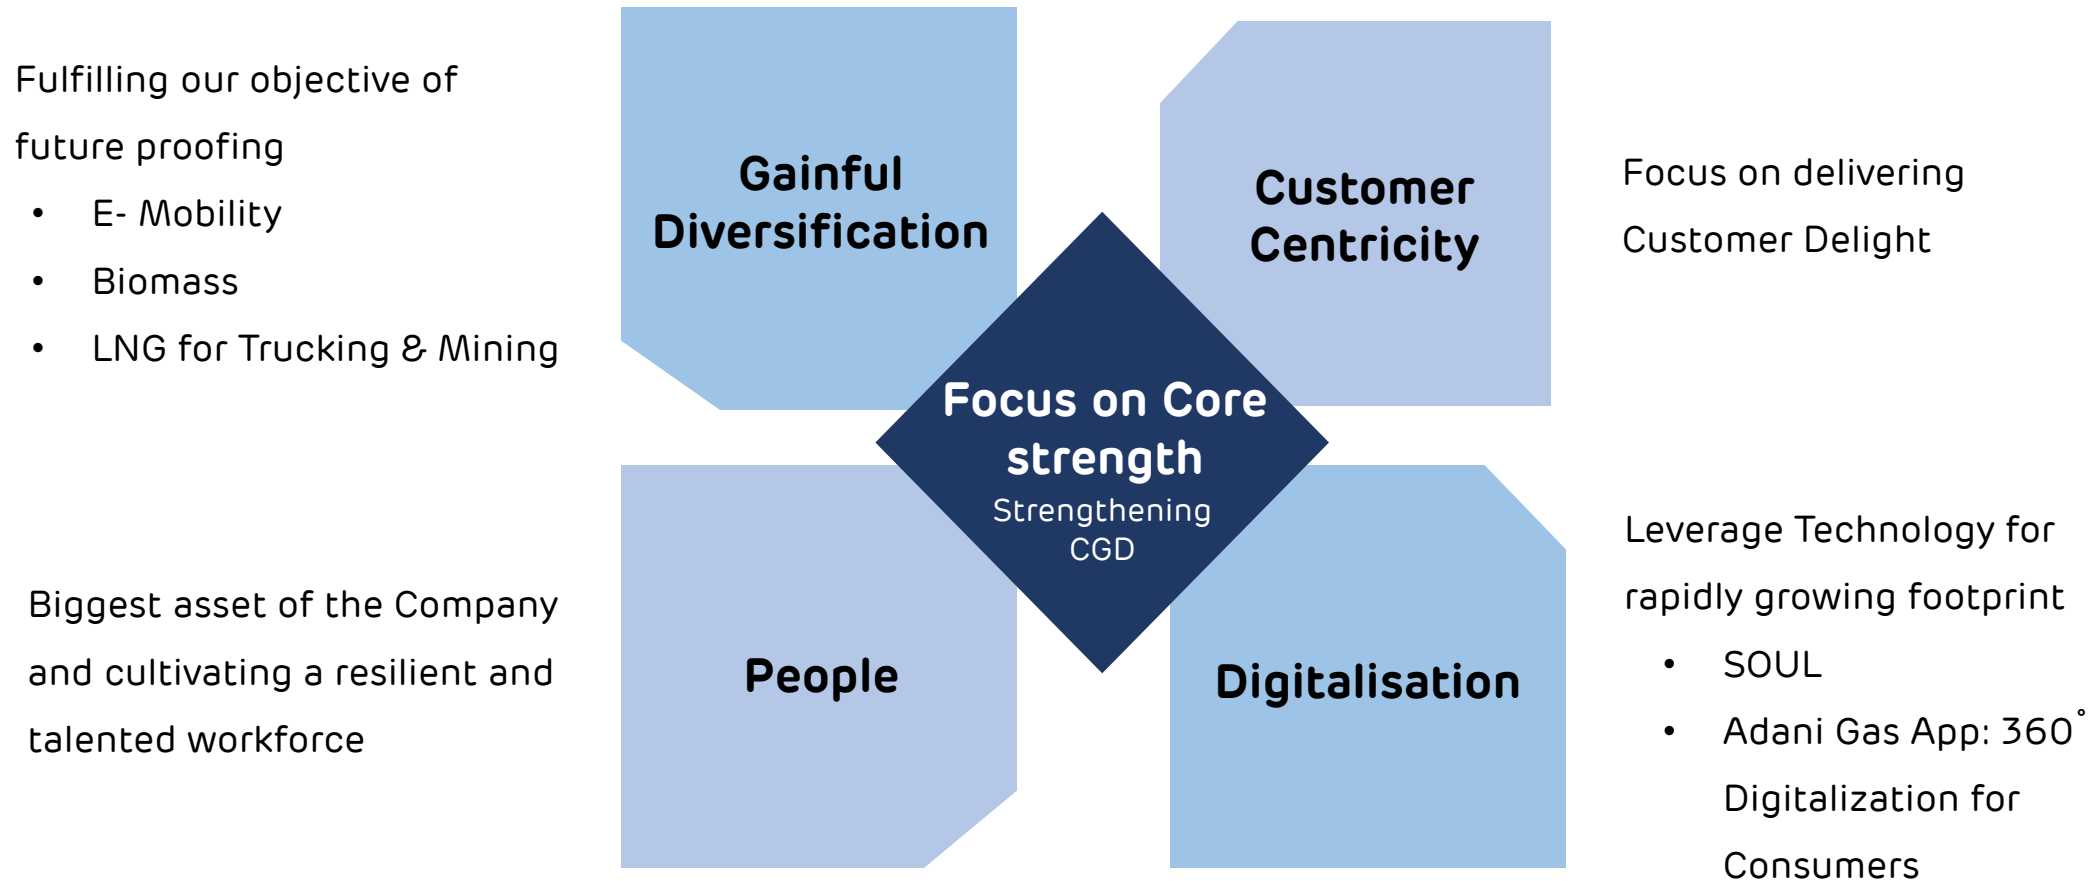 Fulfilling our objective of
future proofing
• E- Mobility
• Biomass
• LNG for Trucking & Mining
Gainful
Diversification
Customer
Centricity
Focus on delivering
Customer Delight
Focus on Core
strength
Strengthening
CGD
Biggest asset of the Company
and cultivating a resilient and
talented workforce
People
Digitalisation
Leverage Technology for
rapidly growing footprint
• SOUL
• Adani Gas App: 360°
Digitalization for
Consumers